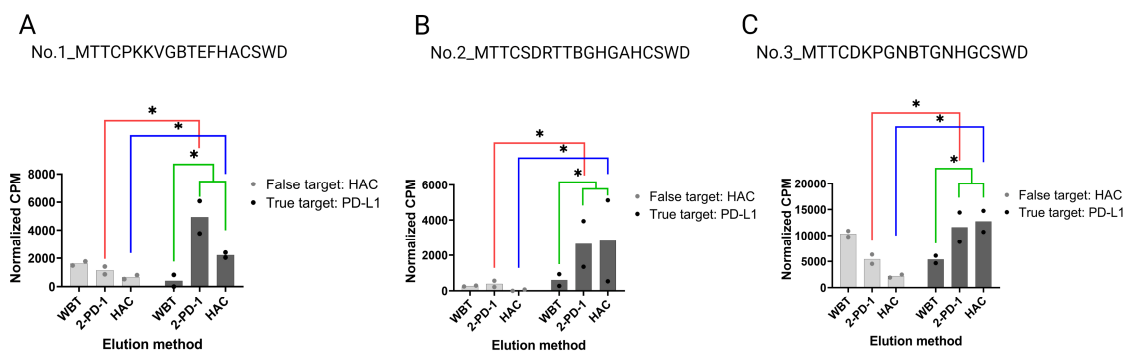 A
No.1_MTTCPKKVGBTEFHACSWD
*
*
*
Normalized CPM
8000
6000
4000
2000
0
WBT
2-PD-1
HAC
WBT
2-PD-1
HAC
Elution method
False target: HAC
True target: PD-L1
B
No.2_MTTCSDRTTBGHGAHCSWD
*
*
*
Normalized CPM
6000
4000
2000
0
WBT
2-PD-1
HAC
WBT
2-PD-1
HAC
Elution method
False target: HAC
True target: PD-L1
C
No.3_MTTCDKPGNBTGNHGCSWD
*
*
*
Normalized CPM
20000
15000
10000
5000
0
WBT
2-PD-1
HAC
WBT
2-PD-1
HAC
Elution method
False target: HAC
True target: PD-L1